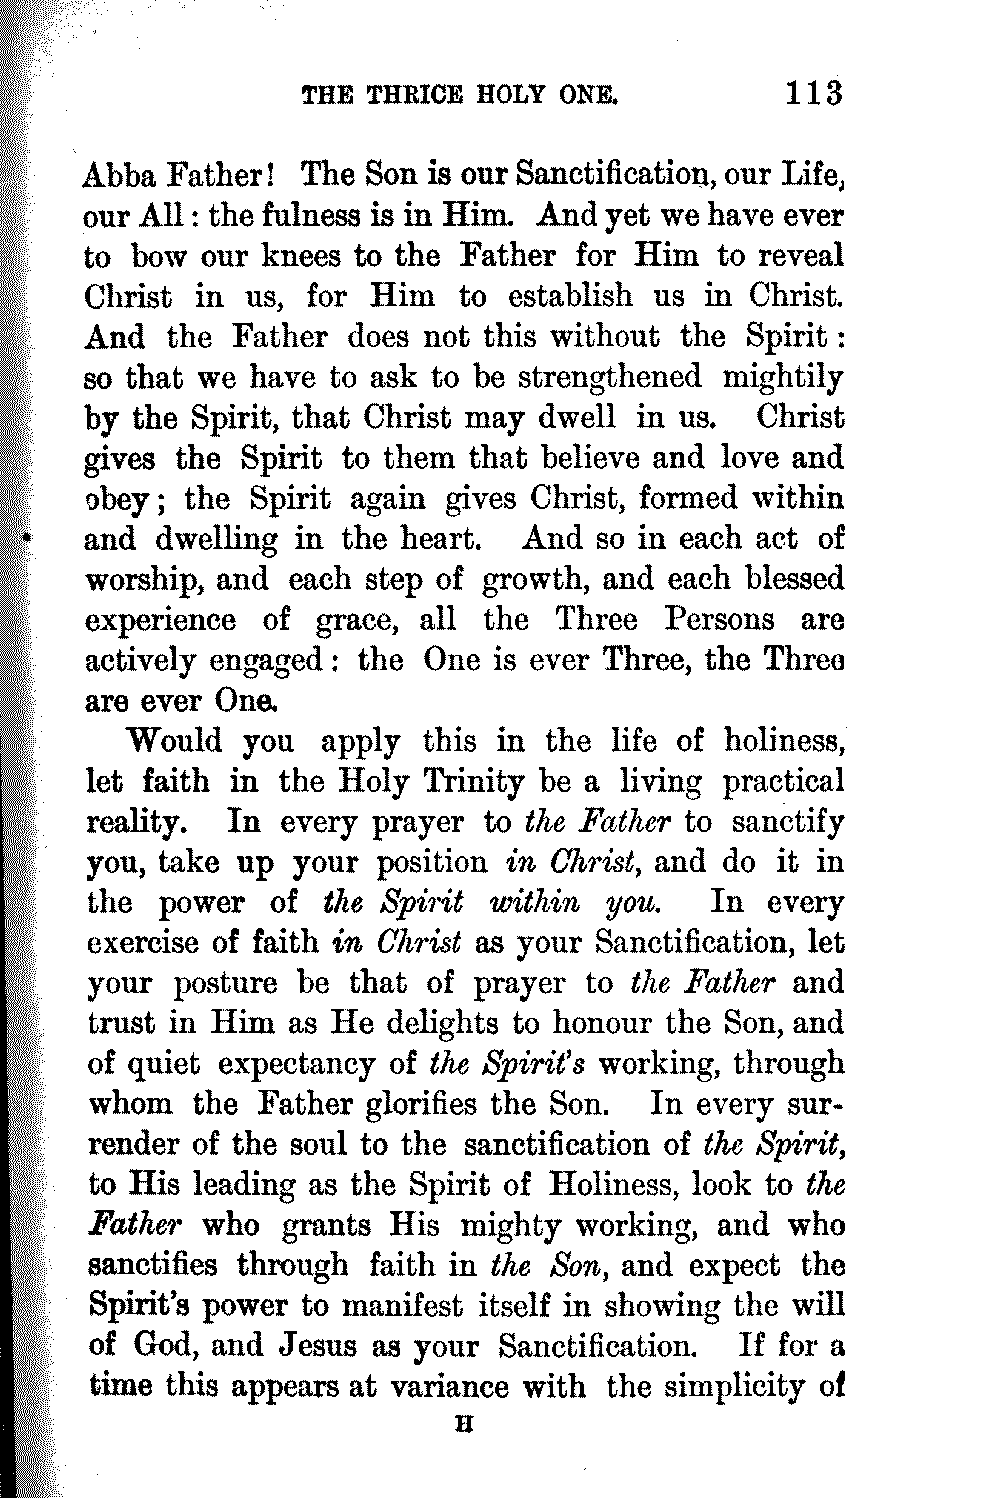 THE THRICE HOLY ONE. 113
Abba Father! The Son is our Sanctification, our Life,
our All : the fulness is in Him. And yet we have ever
to bow our knees to the Father for Him to reveal
Christ in us, for Him to establish us in Christ.
And the Father does not this without the Spirit :
so that we have to ask to be strengthened mightily
by the Spirit, that Christ may dwell in us. Christ
gives the Spirit to them that believe and love and
obey ; the Spirit again gives Christ, formed within
and dwelling in the heart. And so in each act of
worship, and each step of growth, and each blessed
experience of grace, all the Three Persons are
actively engaged : the One is ever Three, the Three
are ever One.
Would you apply this in the life of holiness,
let faith in the Holy Trinity be a living practical
reality. In every prayer to the Father to sanctify
you, take up your position in Christ, and do it in
the power of the Spirit within you. In every
exercise of faith in Christ as your Sanctification, let
your posture be that of prayer to the Father and
trust in Him as He delights to honour the Son, and
of quiet expectancy of the Spirit's working, through
whom the Father glorifies the Son. In every sur-
render of the soul to the sanctification of the Spirit,
to His leading as the Spirit of Holiness, look to the
Father who grants His mighty working, and who
sanctifies through faith in the Son, and expect the
Spirit's power to manifest itself in showing the will
of God, and Jesus as your Sanctification. If for a
time this appears at variance with the simplicity of
H